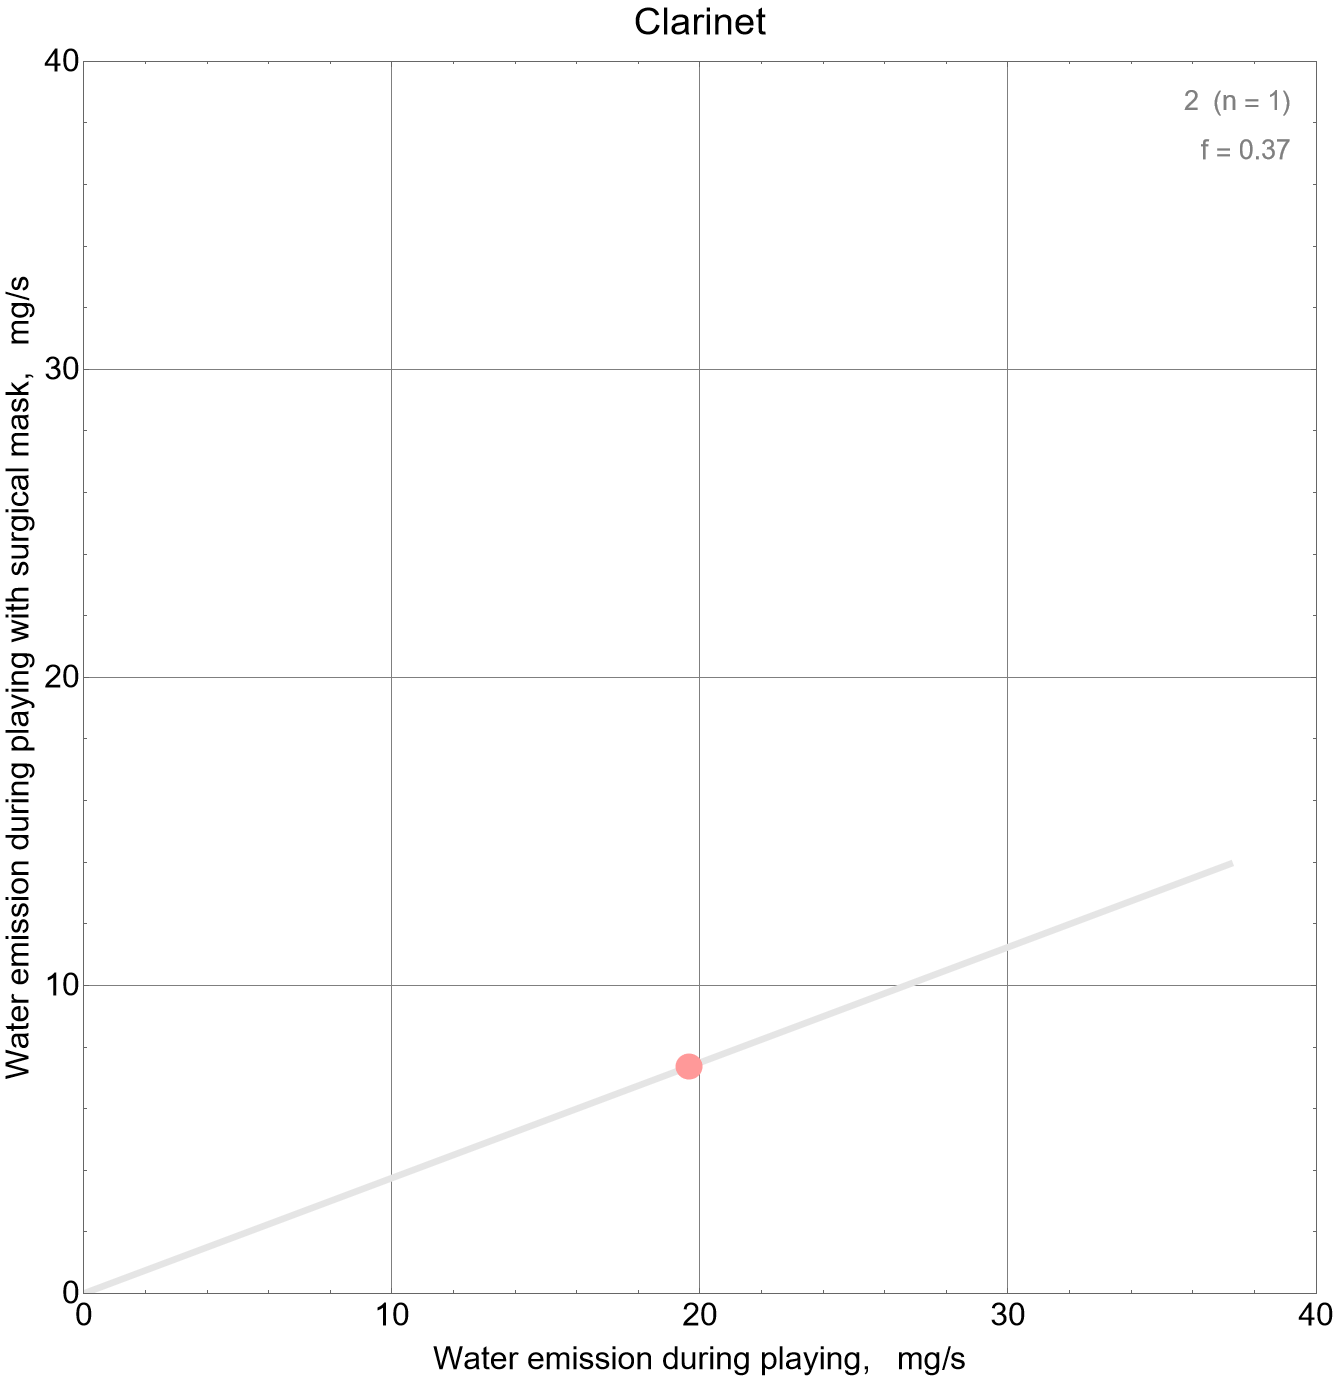 Clarinet
2 (n = 1)
f = 0.37
Water emission during playing with surgical mask, mg/s
40
30
20
10
0
0 10 20 30 40
Water emission during playing, mg/s